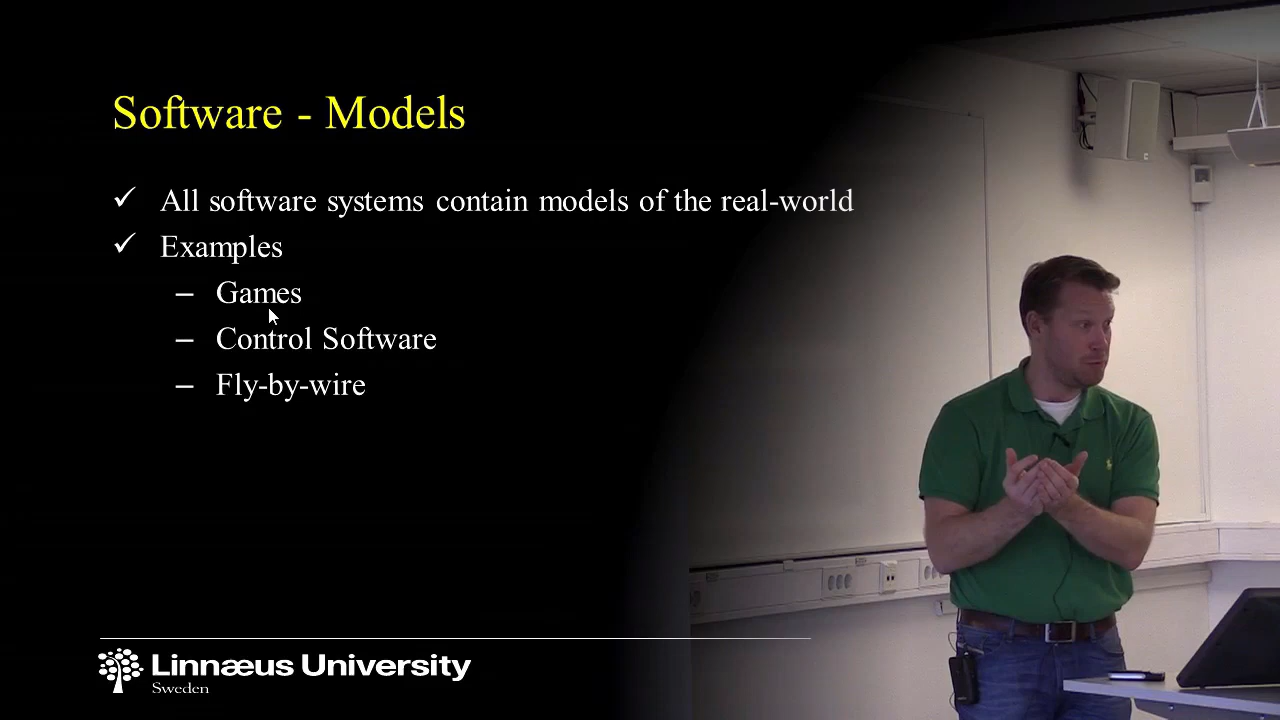 Software - Models
✓ All software systems contain models of the real-world
✓ Examples
– Games
– Control Software
– Fly-by-wire
Linnæus University
Sweden